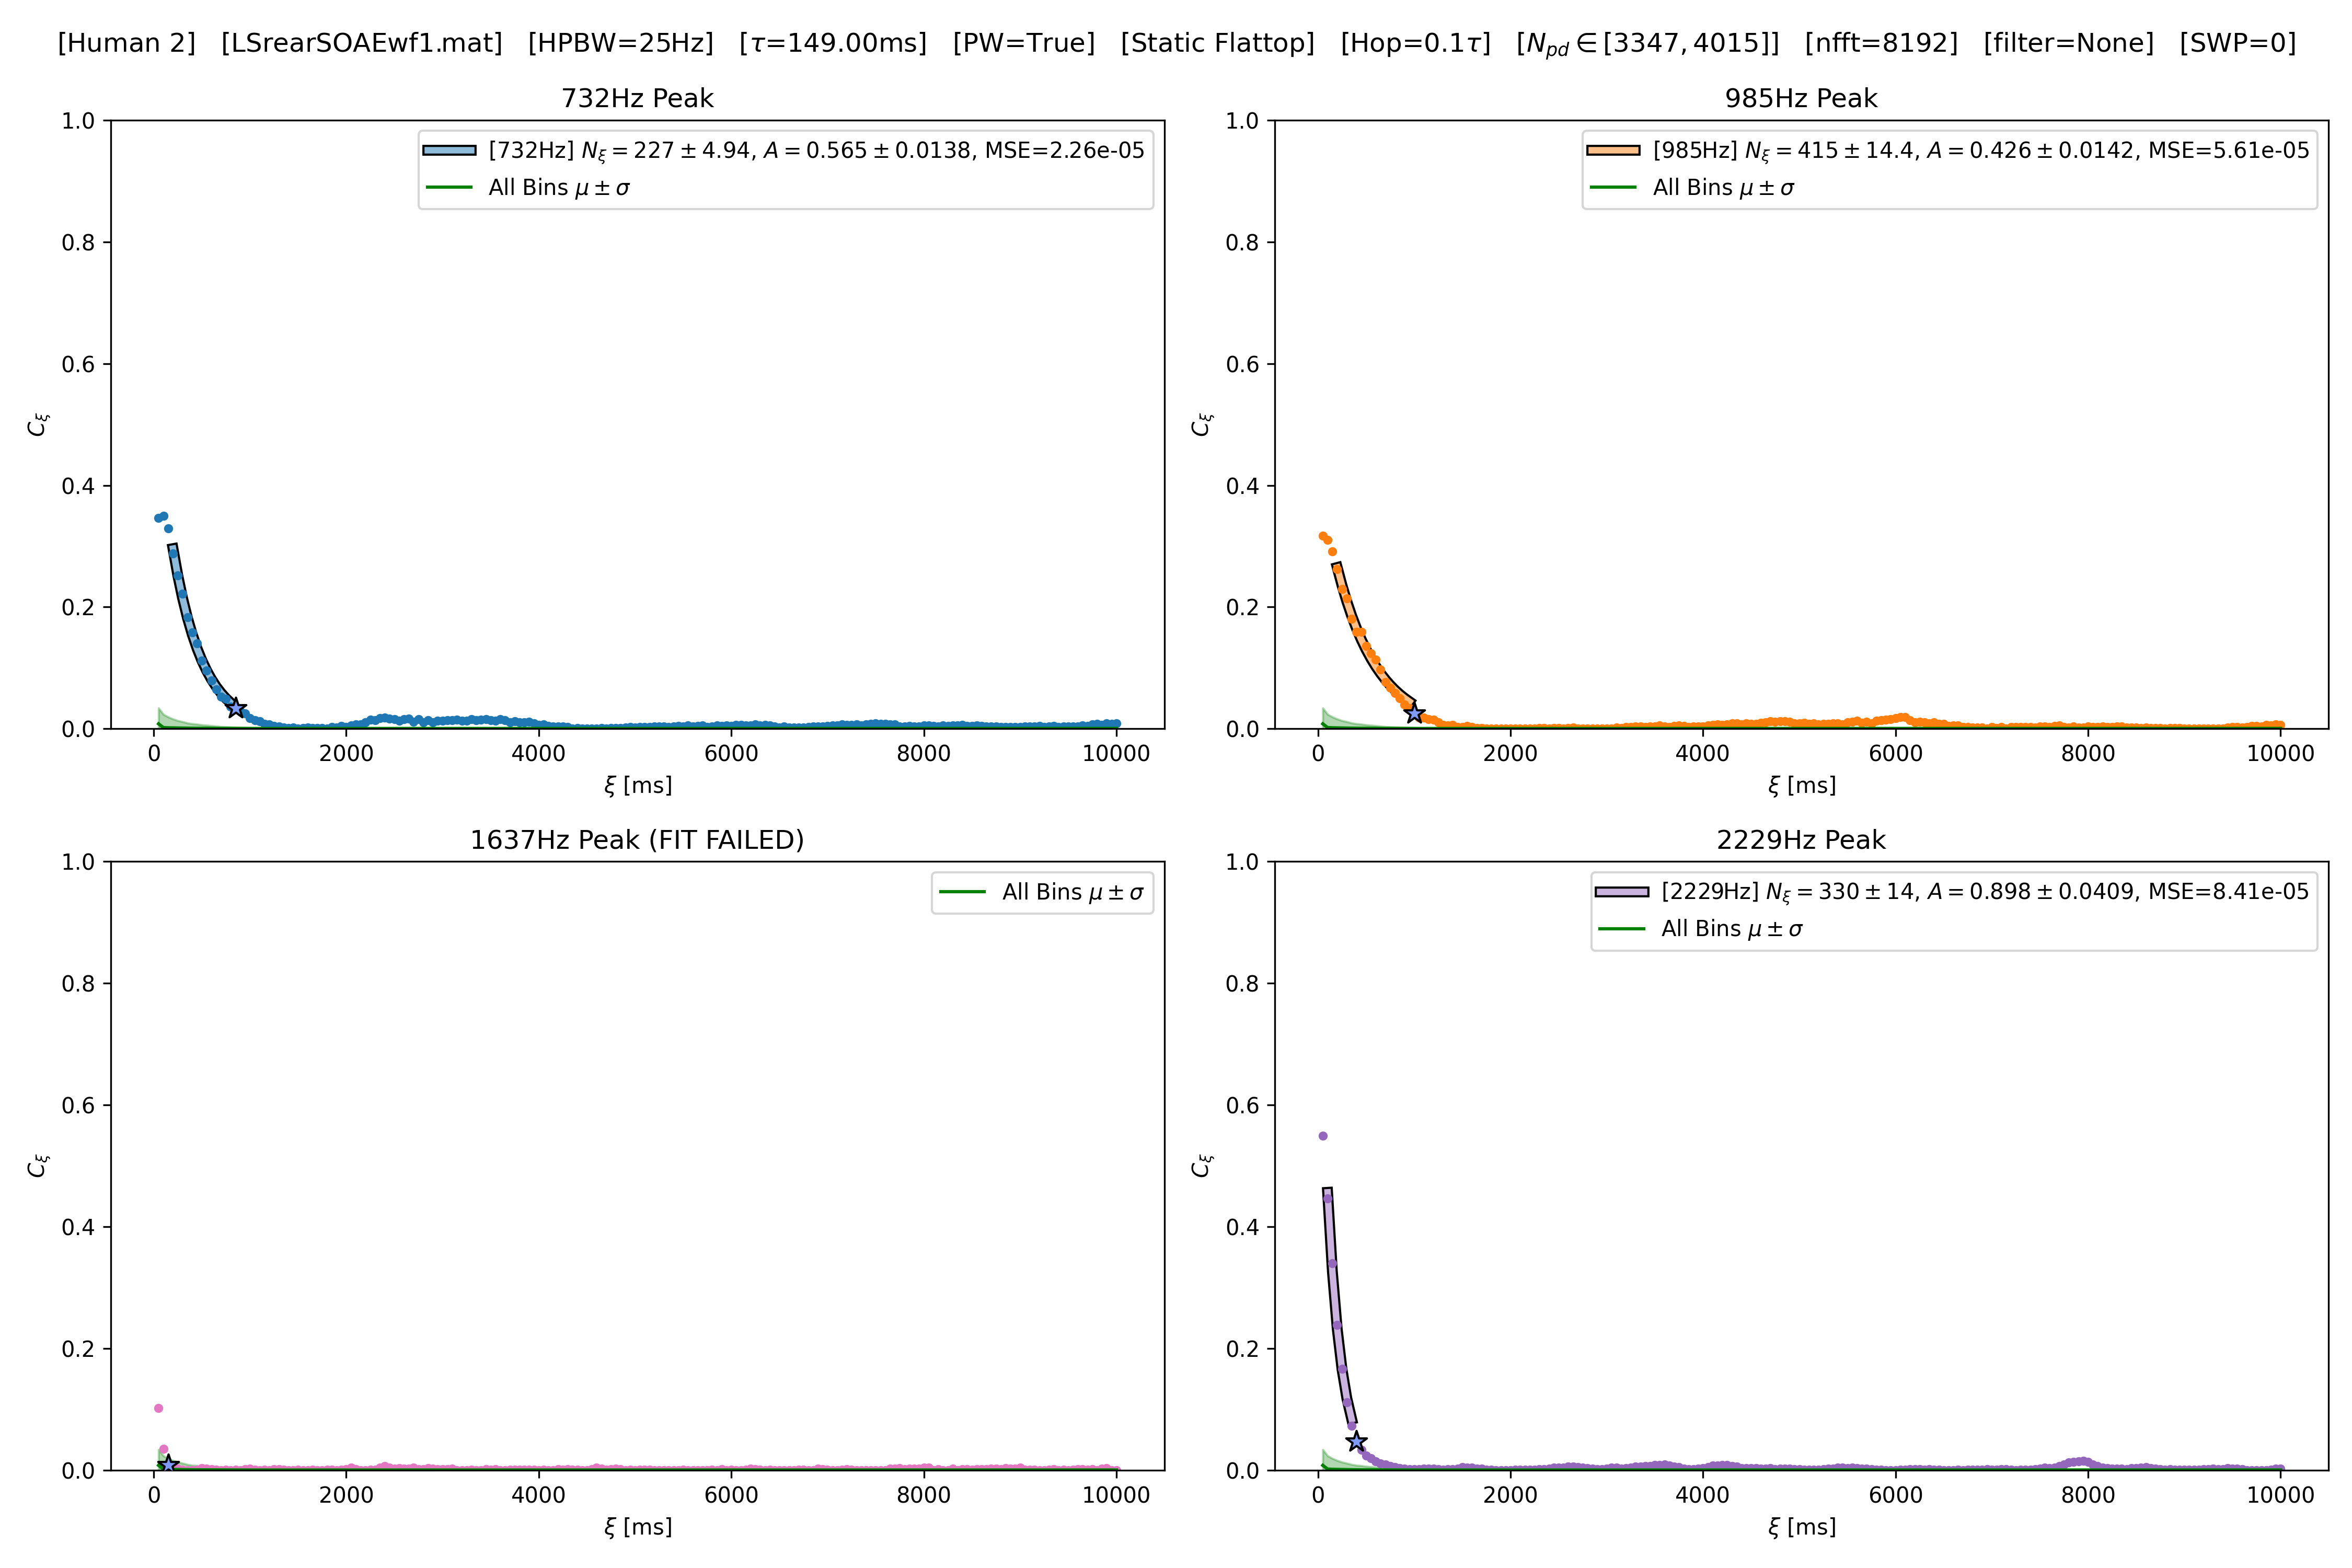 [Human 2] [LSrearSOAEwf1.mat] [HPBW=25Hz] [τ=149.00ms] [PW=True] [Static Flattop] [Hop=0.1τ] [N_pd ∈ [3347, 4015]] [nfft=8192] [filter=None] [SWP=0]
732Hz Peak
[732Hz] N_ξ = 227 ± 4.94, A = 0.565 ± 0.0138, MSE=2.26e-05
All Bins μ ± σ
1.0
0.8
0.6
0.4
0.2
0.0
C_ξ
0 2000 4000 6000 8000 10000
ξ [ms]
985Hz Peak
[985Hz] N_ξ = 415 ± 14.4, A = 0.426 ± 0.0142, MSE=5.61e-05
All Bins μ ± σ
1.0
0.8
0.6
0.4
0.2
0.0
C_ξ
0 2000 4000 6000 8000 10000
ξ [ms]
1637Hz Peak (FIT FAILED)
All Bins μ ± σ
1.0
0.8
0.6
0.4
0.2
0.0
C_ξ
0 2000 4000 6000 8000 10000
ξ [ms]
2229Hz Peak
[2229Hz] N_ξ = 330 ± 14, A = 0.898 ± 0.0409, MSE=8.41e-05
All Bins μ ± σ
1.0
0.8
0.6
0.4
0.2
0.0
C_ξ
0 2000 4000 6000 8000 10000
ξ [ms]